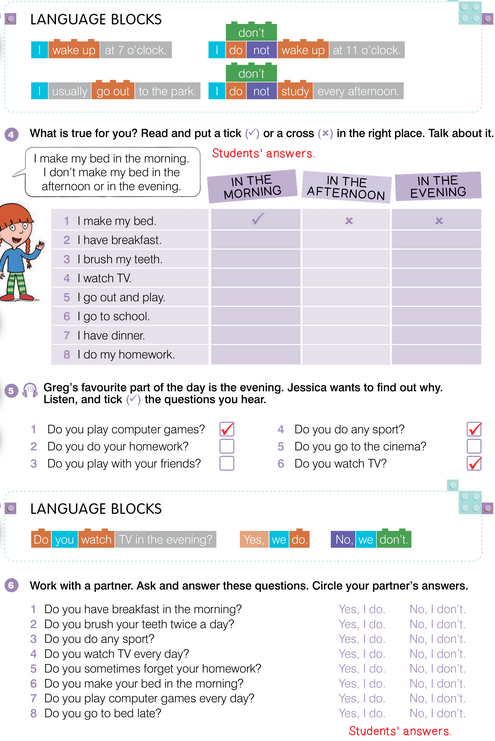 LANGUAGE BLOCKS
don't
I wake up at 7 o'clock. I do not wake up at 11 o'clock.
don't
I usually go out to the park. I do not study every afternoon.
4 What is true for you? Read and put a tick (✓) or a cross (✗) in the right place. Talk about it.
I make my bed in the morning.
I don't make my bed in the
afternoon or in the evening.
Students' answers.
IN THE MORNING IN THE AFTERNOON IN THE EVENING
1 I make my bed. ✓ ✗ ✗
2 I have breakfast.
3 I brush my teeth.
4 I watch TV.
5 I go out and play.
6 I go to school.
7 I have dinner.
8 I do my homework.
5 Greg's favourite part of the day is the evening. Jessica wants to find out why.
Listen, and tick (✓) the questions you hear.
1 Do you play computer games? ✓ 4 Do you do any sport? ✓
2 Do you do your homework? 5 Do you go to the cinema?
3 Do you play with your friends? 6 Do you watch TV? ✓
LANGUAGE BLOCKS
Do you watch TV in the evening? Yes, we do. No, we don't.
6 Work with a partner. Ask and answer these questions. Circle your partner's answers.
1 Do you have breakfast in the morning? Yes, I do. No, I don't.
2 Do you brush your teeth twice a day? Yes, I do. No, I don't.
3 Do you do any sport? Yes, I do. No, I don't.
4 Do you watch TV every day? Yes, I do. No, I don't.
5 Do you sometimes forget your homework? Yes, I do. No, I don't.
6 Do you make your bed in the morning? Yes, I do. No, I don't.
7 Do you play computer games every day? Yes, I do. No, I don't.
8 Do you go to bed late? Yes, I do. No, I don't.
Students' answers.